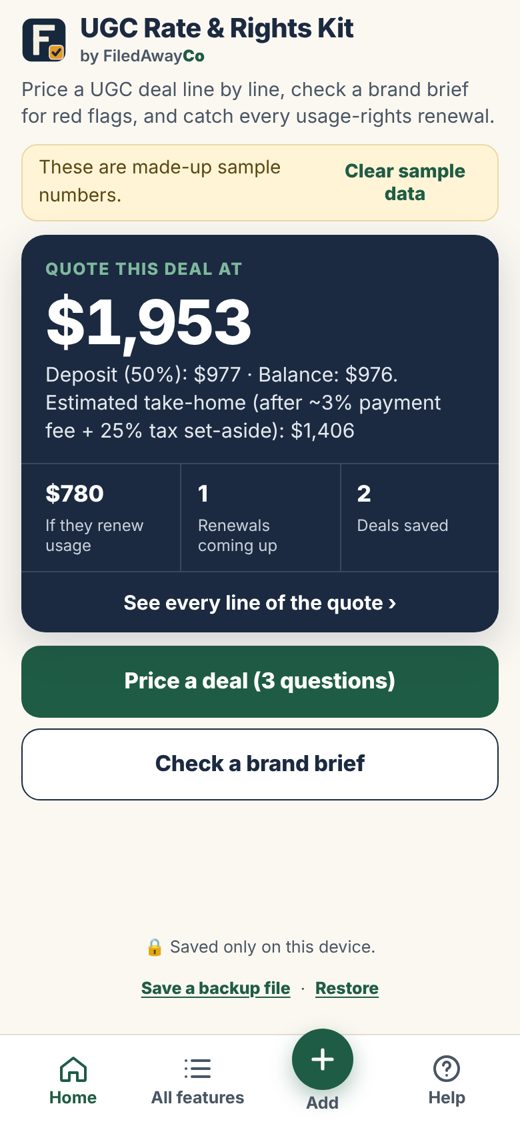 F
UGC Rate & Rights Kit
by FiledAwayCo
Price a UGC deal line by line, check a brand brief
for red flags, and catch every usage-rights renewal.
These are made-up sample
numbers.
Clear sample
data
QUOTE THIS DEAL AT
$1,953
Deposit (50%): $977 · Balance: $976.
Estimated take-home (after ~3% payment
fee + 25% tax set-aside): $1,406
$780
If they renew
usage
1
Renewals
coming up
2
Deals saved
See every line of the quote ›
Price a deal (3 questions)
Check a brand brief
🔒 Saved only on this device.
Save a backup file · Restore
Home
All features
Add
Help